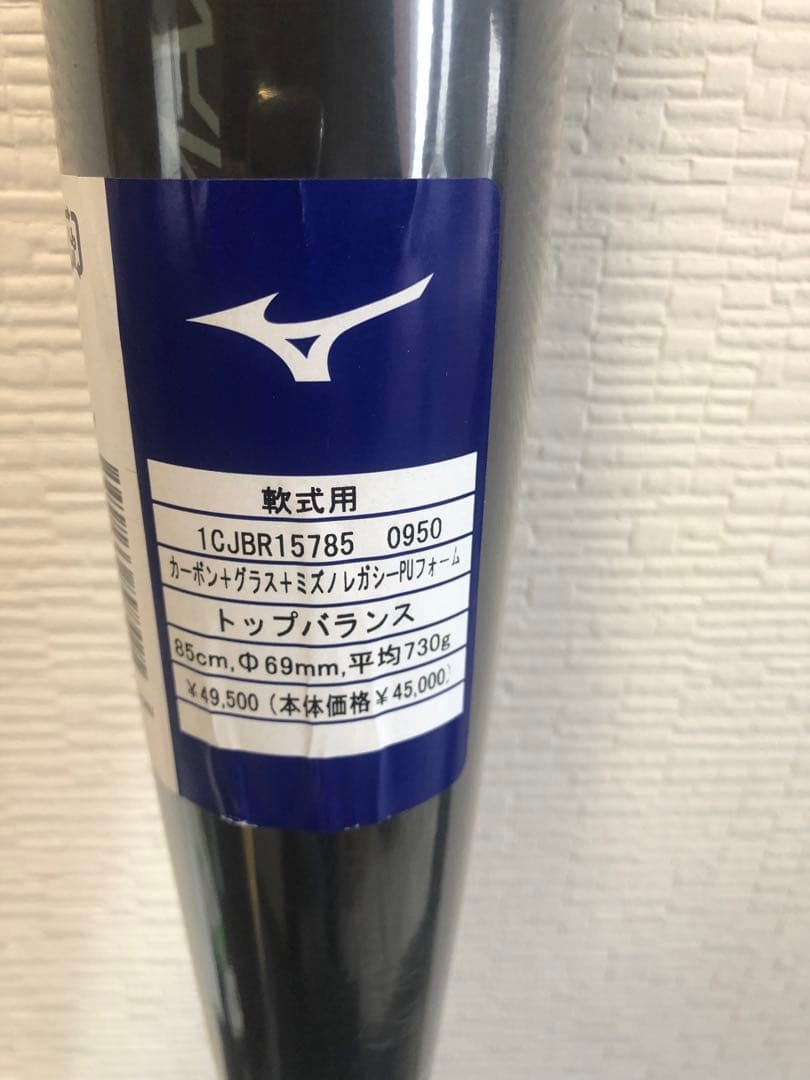 軟式用
1CJBR15785 0950
カーボン+グラス+ミズノレガシーPUフォーム
トップバランス
85cm,Φ69mm,平均730g
¥49,500 (本体価格¥45,000)